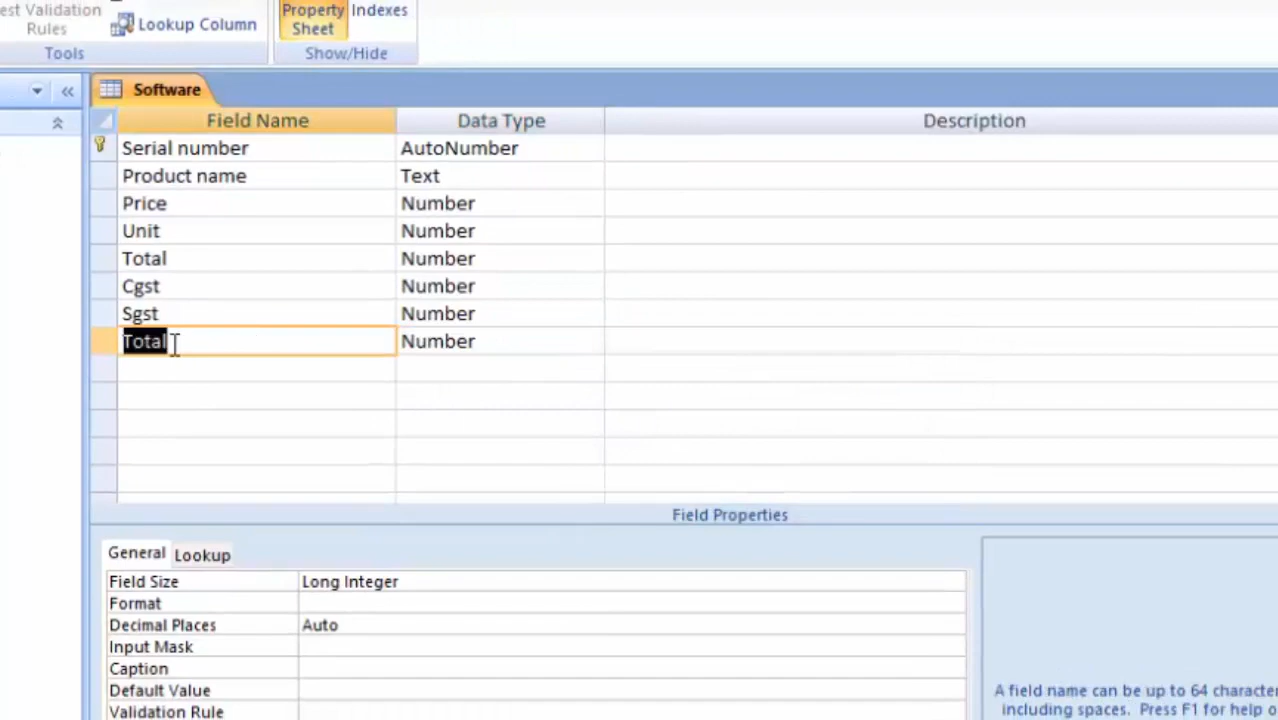 est Validation
Rules
Lookup Column
Property
Sheet
Indexes
Tools
Show/Hide
Software
Field Name Data Type Description
Serial number AutoNumber
Product name Text
Price Number
Unit Number
Total Number
Cgst Number
Sgst Number
Total Number
Field Properties
General Lookup
Field Size Long Integer
Format
Decimal Places Auto
Input Mask
Caption
Default Value
Validation Rule
A field name can be up to 64 character
including spaces. Press F1 for help o